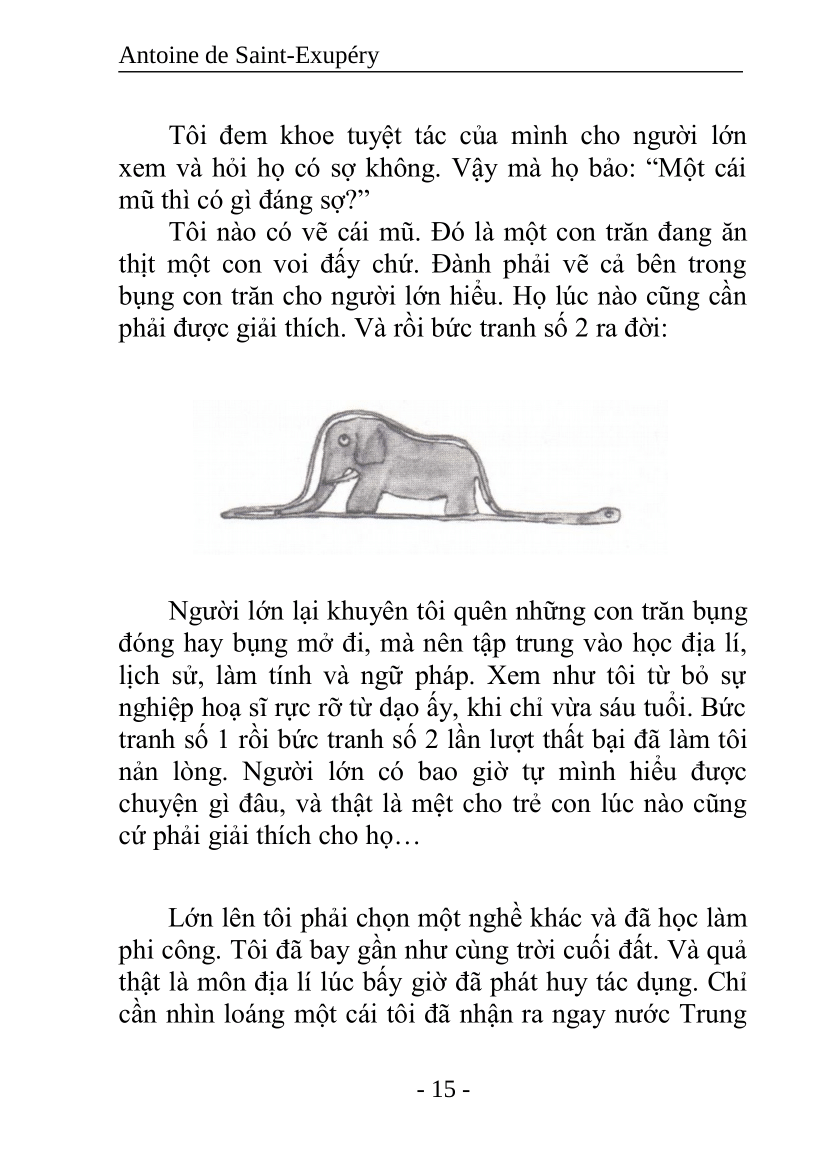 Antoine de Saint-Exupéry
Tôi đem khoe tuyệt tác của mình cho người lớn
xem và hỏi họ có sợ không. Vậy mà họ bảo: “Một cái
mũ thì có gì đáng sợ?”
Tôi nào có vẽ cái mũ. Đó là một con trăn đang ăn
thịt một con voi đấy chứ. Đành phải vẽ cả bên trong
bụng con trăn cho người lớn hiểu. Họ lúc nào cũng cần
phải được giải thích. Và rồi bức tranh số 2 ra đời:
Người lớn lại khuyên tôi quên những con trăn bụng
đóng hay bụng mở đi, mà nên tập trung vào học địa lí,
lịch sử, làm tính và ngữ pháp. Xem như tôi từ bỏ sự
nghiệp hoạ sĩ rực rỡ từ dạo ấy, khi chỉ vừa sáu tuổi. Bức
tranh số 1 rồi bức tranh số 2 lần lượt thất bại đã làm tôi
nản lòng. Người lớn có bao giờ tự mình hiểu được
chuyện gì đâu, và thật là mệt cho trẻ con lúc nào cũng
cứ phải giải thích cho họ…
Lớn lên tôi phải chọn một nghề khác và đã học làm
phi công. Tôi đã bay gần như cùng trời cuối đất. Và quả
thật là môn địa lí lúc bấy giờ đã phát huy tác dụng. Chỉ
cần nhìn loáng một cái tôi đã nhận ra ngay nước Trung
- 15 -